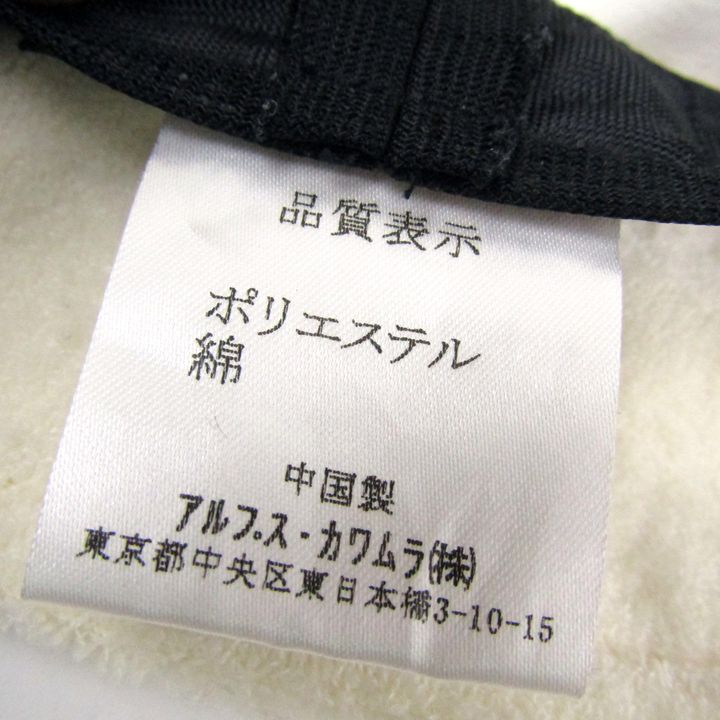 品質表示
ポリエステル
綿
中国製
アルプス・カワムラ(株)
東京都中央区東日本橋3-10-15